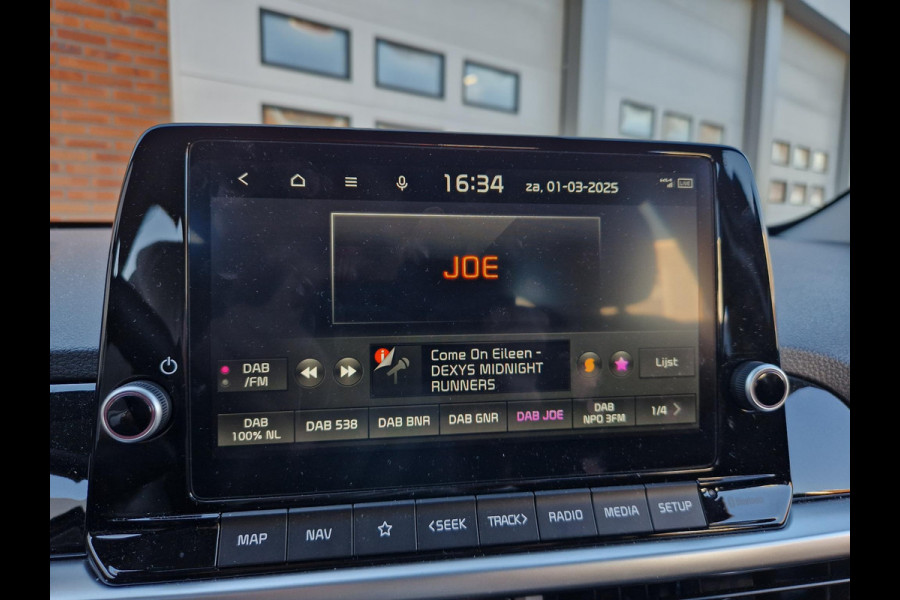 16:34 za, 01-03-2025
LIVE
JOE
DAB
/FM
Come On Eileen -
DEXYS MIDNIGHT
RUNNERS
Lijst
DAB
100% NL
DAB 538
DAB BNR
DAB GNR
DAB JOE
DAB
NPO 3FM
1/4 >
MAP
NAV
<SEEK
TRACK>
RADIO
MEDIA
SETUP